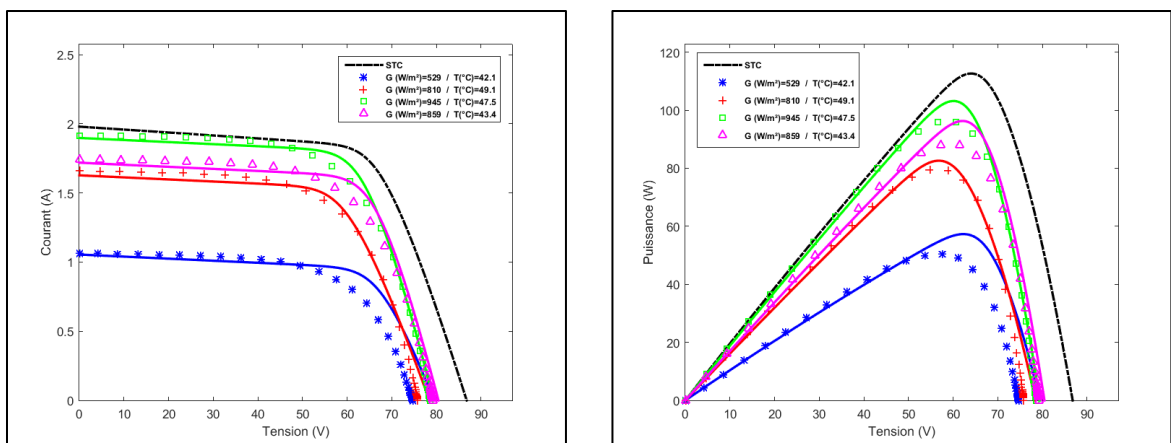 2.5
2
1.5
1
0.5
0
0 10 20 30 40 50 60 70 80 90
Courant (A)
Tension (V)
STC
G (W/m²)=529 / T(°C)=42.1
G (W/m²)=810 / T(°C)=49.1
G (W/m²)=945 / T(°C)=47.5
G (W/m²)=859 / T(°C)=43.4
120
100
80
60
40
20
0
0 10 20 30 40 50 60 70 80 90
Puissance (W)
Tension (V)
STC
G (W/m²)=529 / T(°C)=42.1
G (W/m²)=810 / T(°C)=49.1
G (W/m²)=945 / T(°C)=47.5
G (W/m²)=859 / T(°C)=43.4